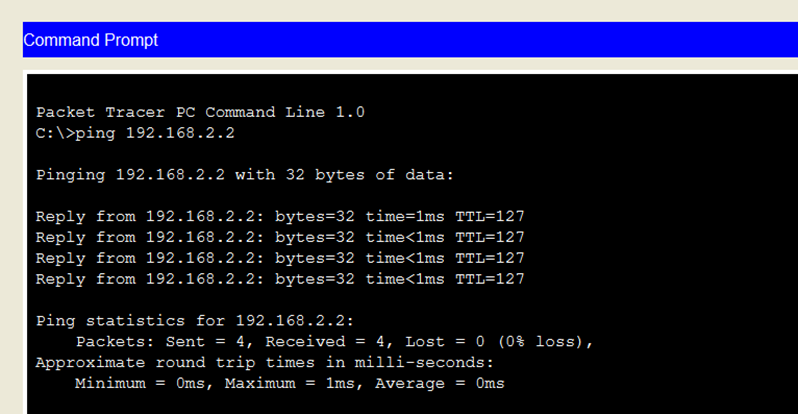 Command Prompt
Packet Tracer PC Command Line 1.0
C:\>ping 192.168.2.2
Pinging 192.168.2.2 with 32 bytes of data:
Reply from 192.168.2.2: bytes=32 time=1ms TTL=127
Reply from 192.168.2.2: bytes=32 time<1ms TTL=127
Reply from 192.168.2.2: bytes=32 time<1ms TTL=127
Reply from 192.168.2.2: bytes=32 time<1ms TTL=127
Ping statistics for 192.168.2.2:
Packets: Sent = 4, Received = 4, Lost = 0 (0% loss),
Approximate round trip times in milli-seconds:
Minimum = 0ms, Maximum = 1ms, Average = 0ms